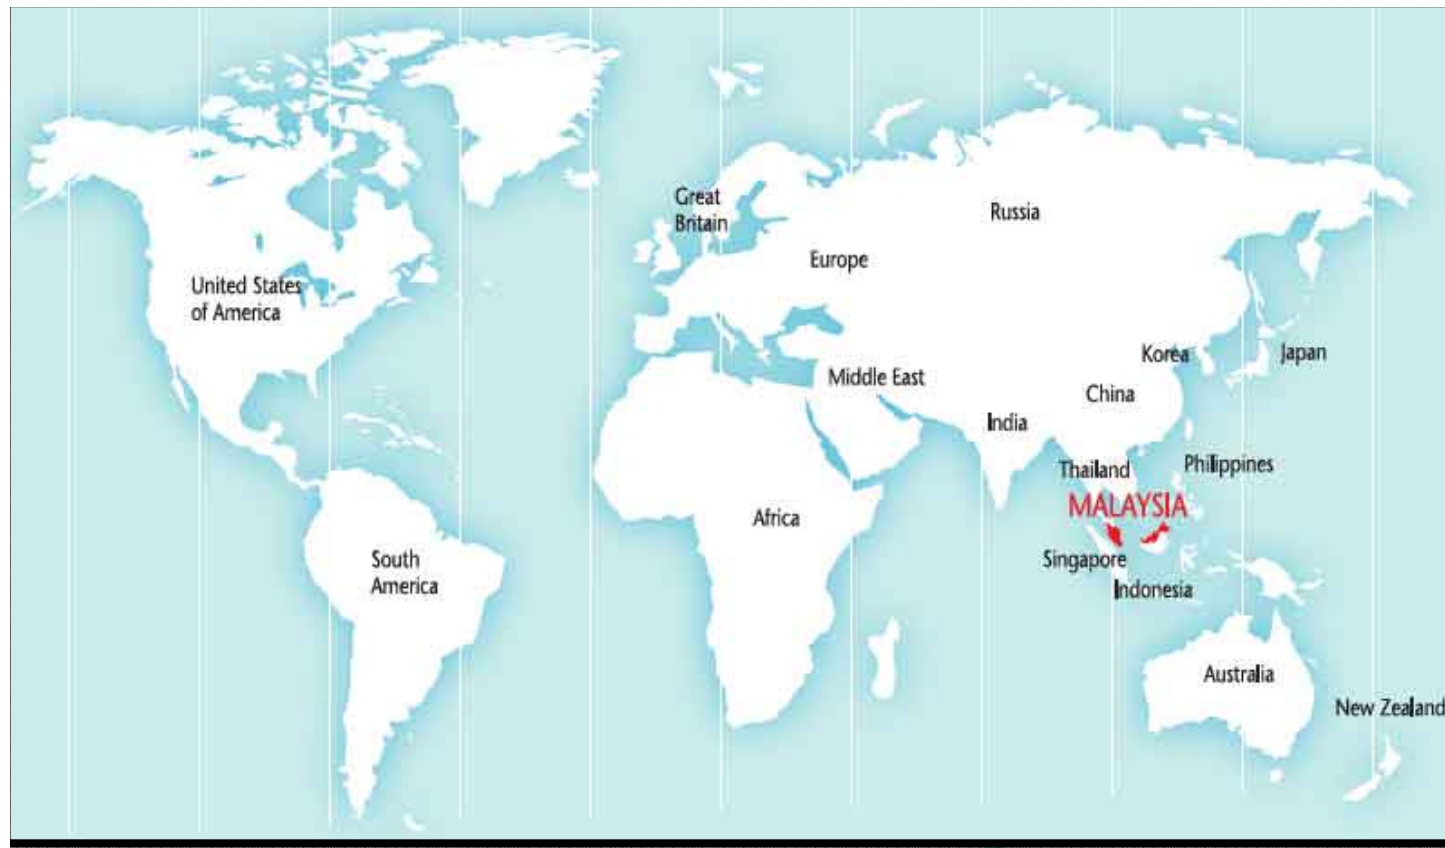 Great
Britain
Russia
Europe
United States
of America
Korea
Japan
Middle East
China
India
Thailand
Philippines
MALAYSIA
Africa
Singapore
South
America
Indonesia
Australia
New Zealand